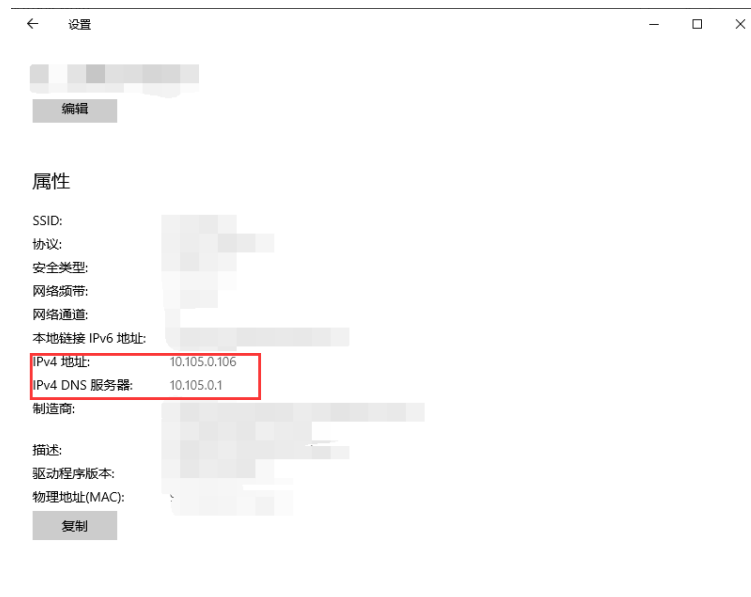 设置
编辑
属性
SSID:
协议:
安全类型:
网络频带:
网络通道:
本地链接 IPv6 地址:
IPv4 地址: 10.105.0.106
IPv4 DNS 服务器: 10.105.0.1
制造商:
描述:
驱动程序版本:
物理地址(MAC):
复制